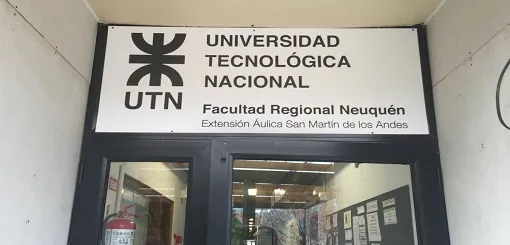 UNIVERSIDAD
TECNOLÓGICA
NACIONAL
UTN
Facultad Regional Neuquén
Extensión Áulica San Martín de los Andes